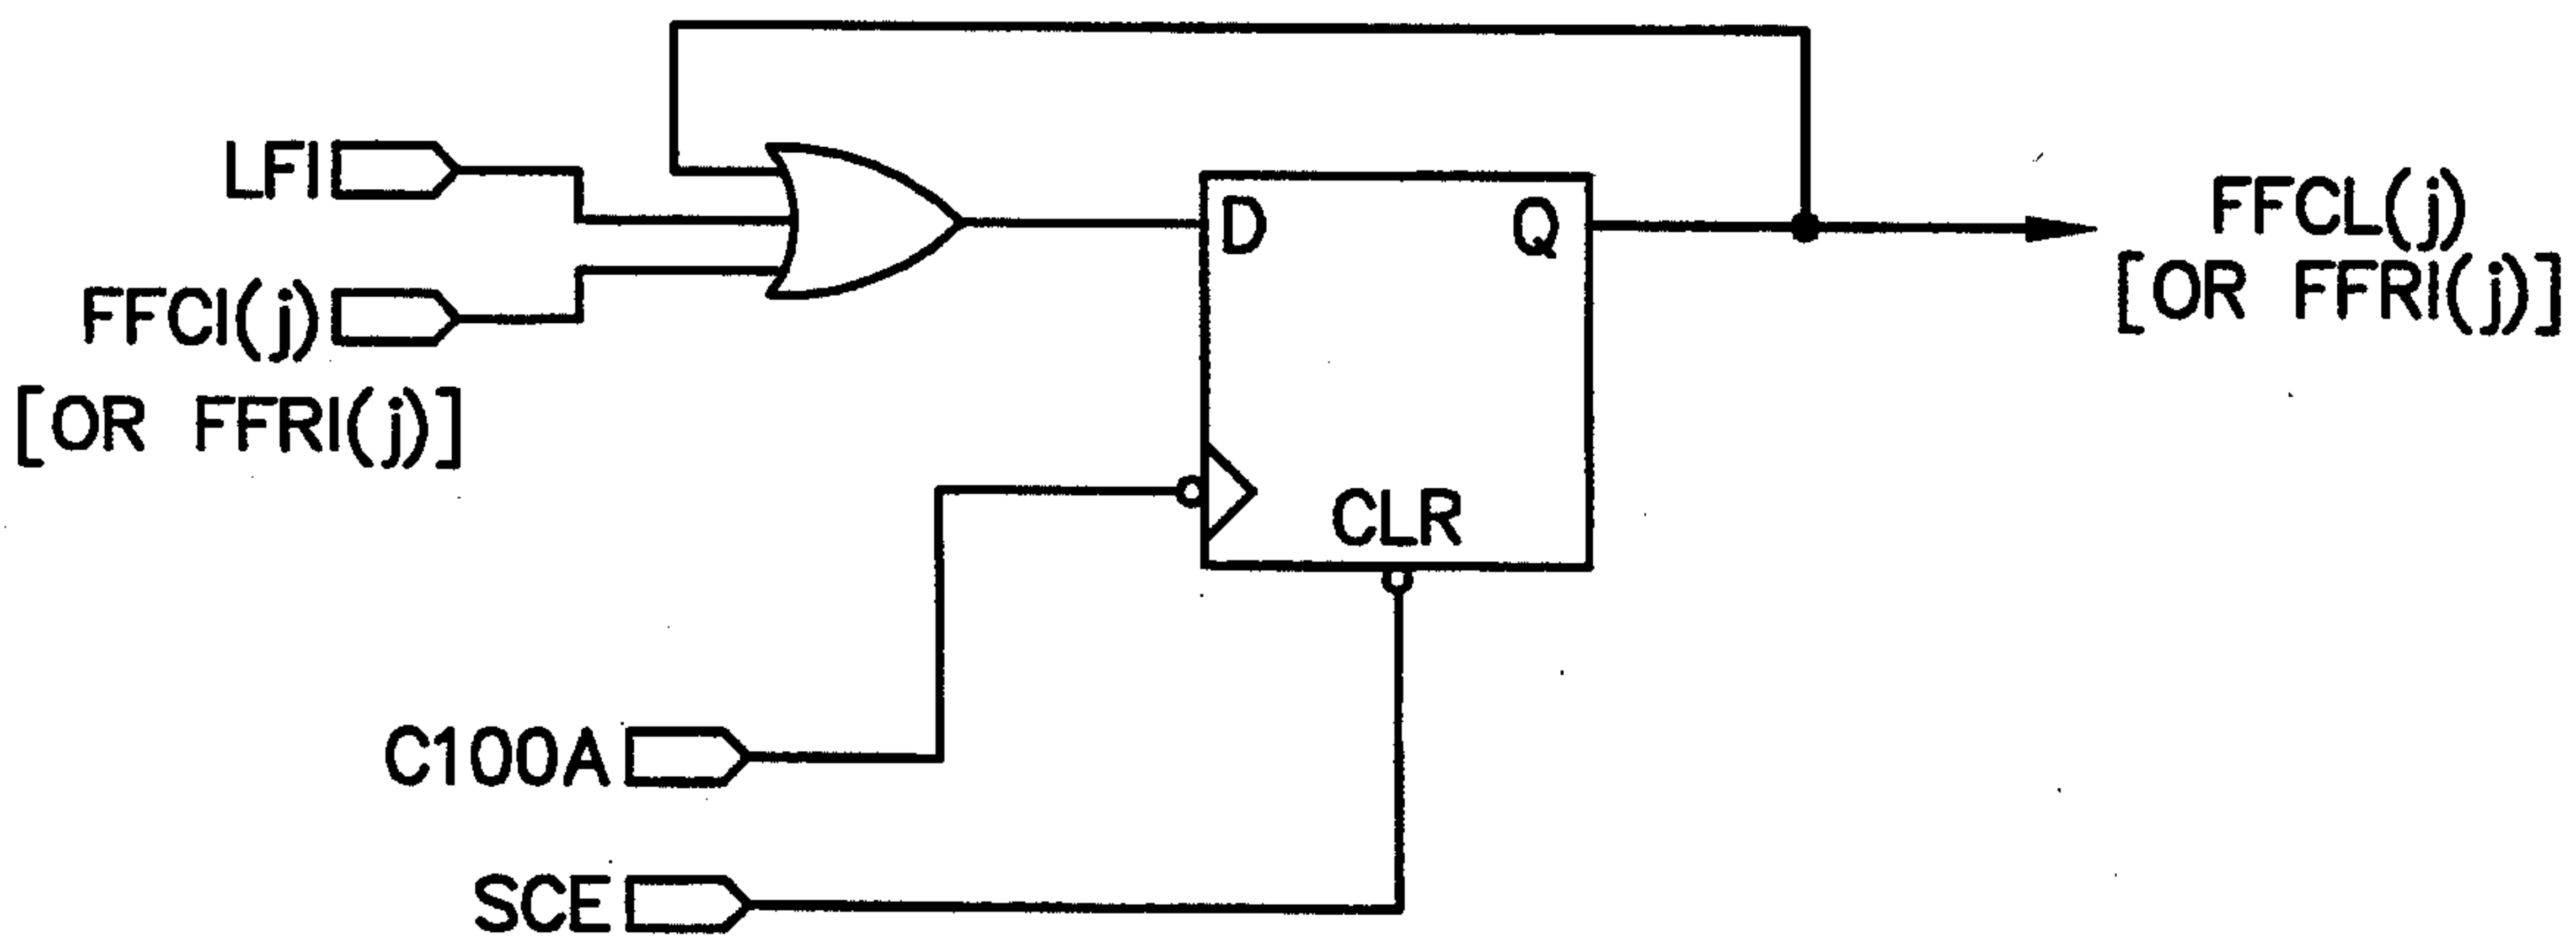 LFI
FFCI(j)
[OR FFRI(j)]
D
Q
CLR
FFCL(j)
[OR FFRI(j)]
C100A
SCE